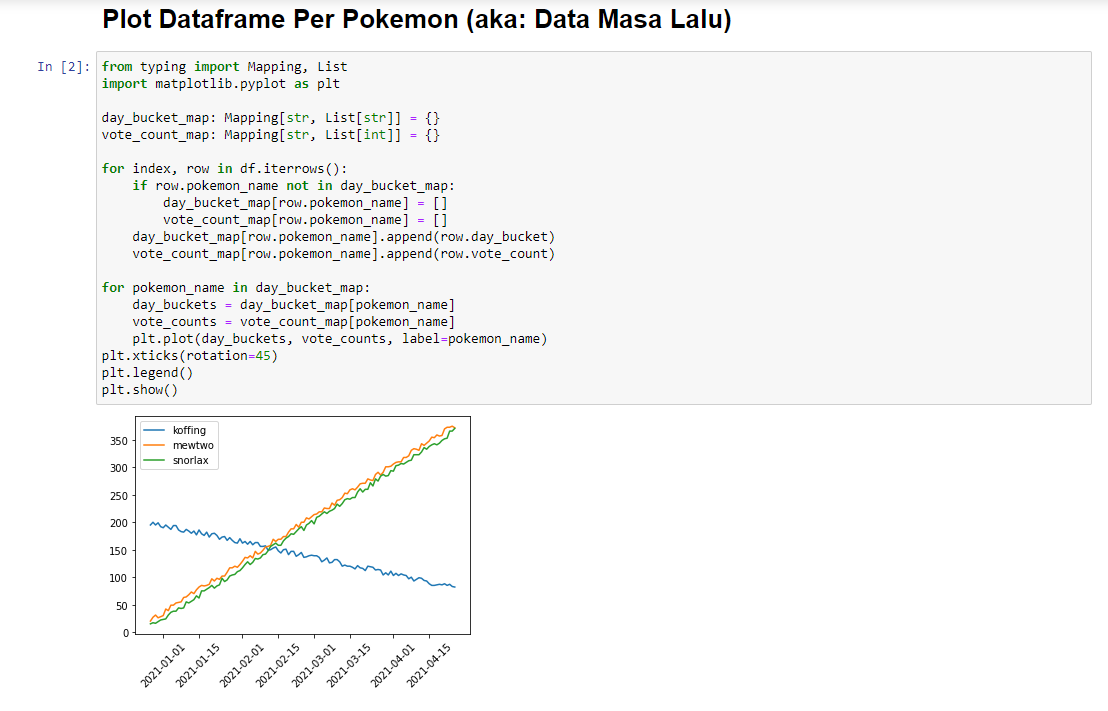 Plot Dataframe Per Pokemon (aka: Data Masa Lalu)
In [2]:
from typing import Mapping, List
import matplotlib.pyplot as plt
day_bucket_map: Mapping[str, List[str]] = {}
vote_count_map: Mapping[str, List[int]] = {}
for index, row in df.iterrows():
    if row.pokemon_name not in day_bucket_map:
        day_bucket_map[row.pokemon_name] = []
        vote_count_map[row.pokemon_name] = []
    day_bucket_map[row.pokemon_name].append(row.day_bucket)
    vote_count_map[row.pokemon_name].append(row.vote_count)
for pokemon_name in day_bucket_map:
    day_buckets = day_bucket_map[pokemon_name]
    vote_counts = vote_count_map[pokemon_name]
    plt.plot(day_buckets, vote_counts, label=pokemon_name)
plt.xticks(rotation=45)
plt.legend()
plt.show()
koffing
mewtwo
snorlax
350
300
250
200
150
100
50
0
2021-01-01
2021-01-15
2021-02-01
2021-02-15
2021-03-01
2021-03-15
2021-04-01
2021-04-15